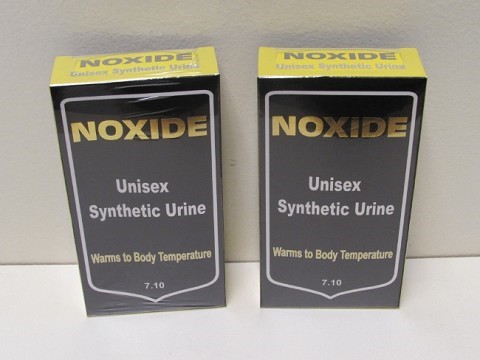 NOXIDE
Unisex Synthetic Urine
NOXIDE
Unisex
Synthetic Urine
Warms to Body Temperature
7.10
NOXIDE
Unisex Synthetic Urine
NOXIDE
Unisex
Synthetic Urine
Warms to Body Temperature
7.10